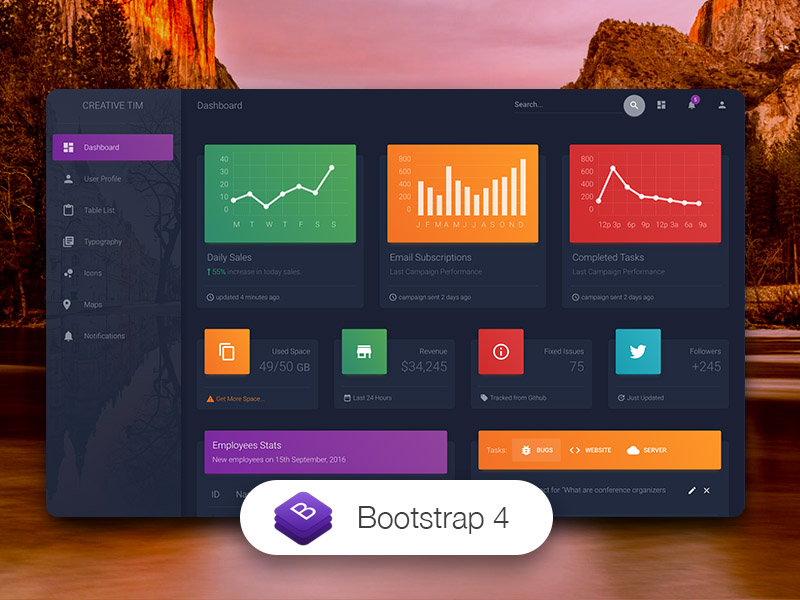 CREATIVE TIM
Dashboard
User Profile
Table List
Typography
Icons
Maps
Notifications
Dashboard
Search...
5
40
30
20
10
0
M T W T F S S
Daily Sales
55% increase in today sales.
updated 4 minutes ago
800
600
400
200
0
J F M A M J J A S O N D
Email Subscriptions
Last Campaign Performance
campaign sent 2 days ago
800
600
400
200
0
12p 3p 6p 9p 12p 3a 6a 9a
Completed Tasks
Last Campaign Performance
campaign sent 2 days ago
Used Space
49/50 GB
Get More Space...
Revenue
$34,245
Last 24 Hours
Fixed Issues
75
Tracked from Github
Followers
+245
Just Updated
Employees Stats
New employees on 15th September, 2016
ID
Tasks: BUGS WEBSITE SERVER
for "What are conference organizers
B
Bootstrap 4